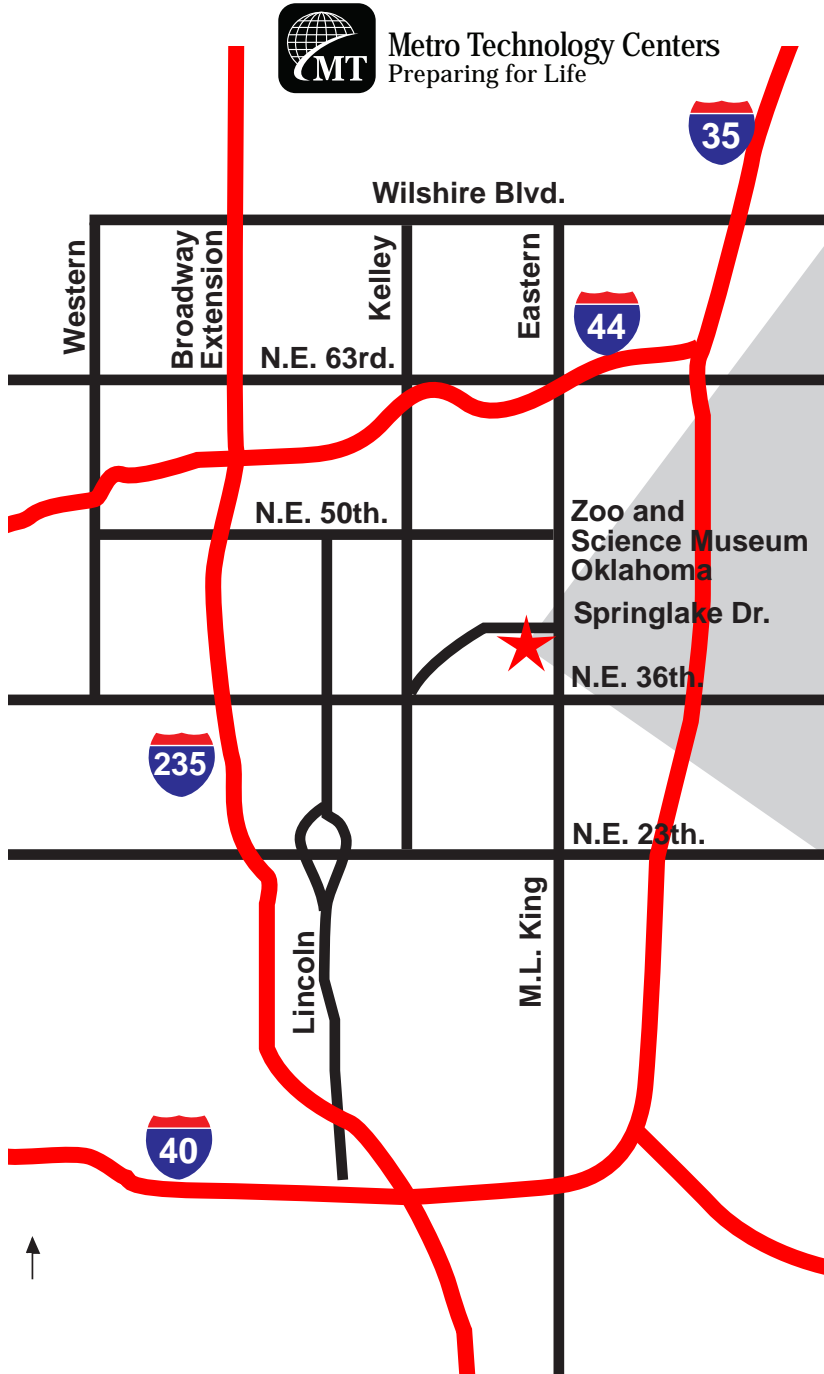 MT
Metro Technology Centers
Preparing for Life
35
Wilshire Blvd.
Western
Broadway
Extension
Kelley
Eastern
44
N.E. 63rd.
N.E. 50th.
Zoo and
Science Museum
Oklahoma
Springlake Dr.
N.E. 36th.
235
N.E. 23th.
Lincoln
M.L. King
40